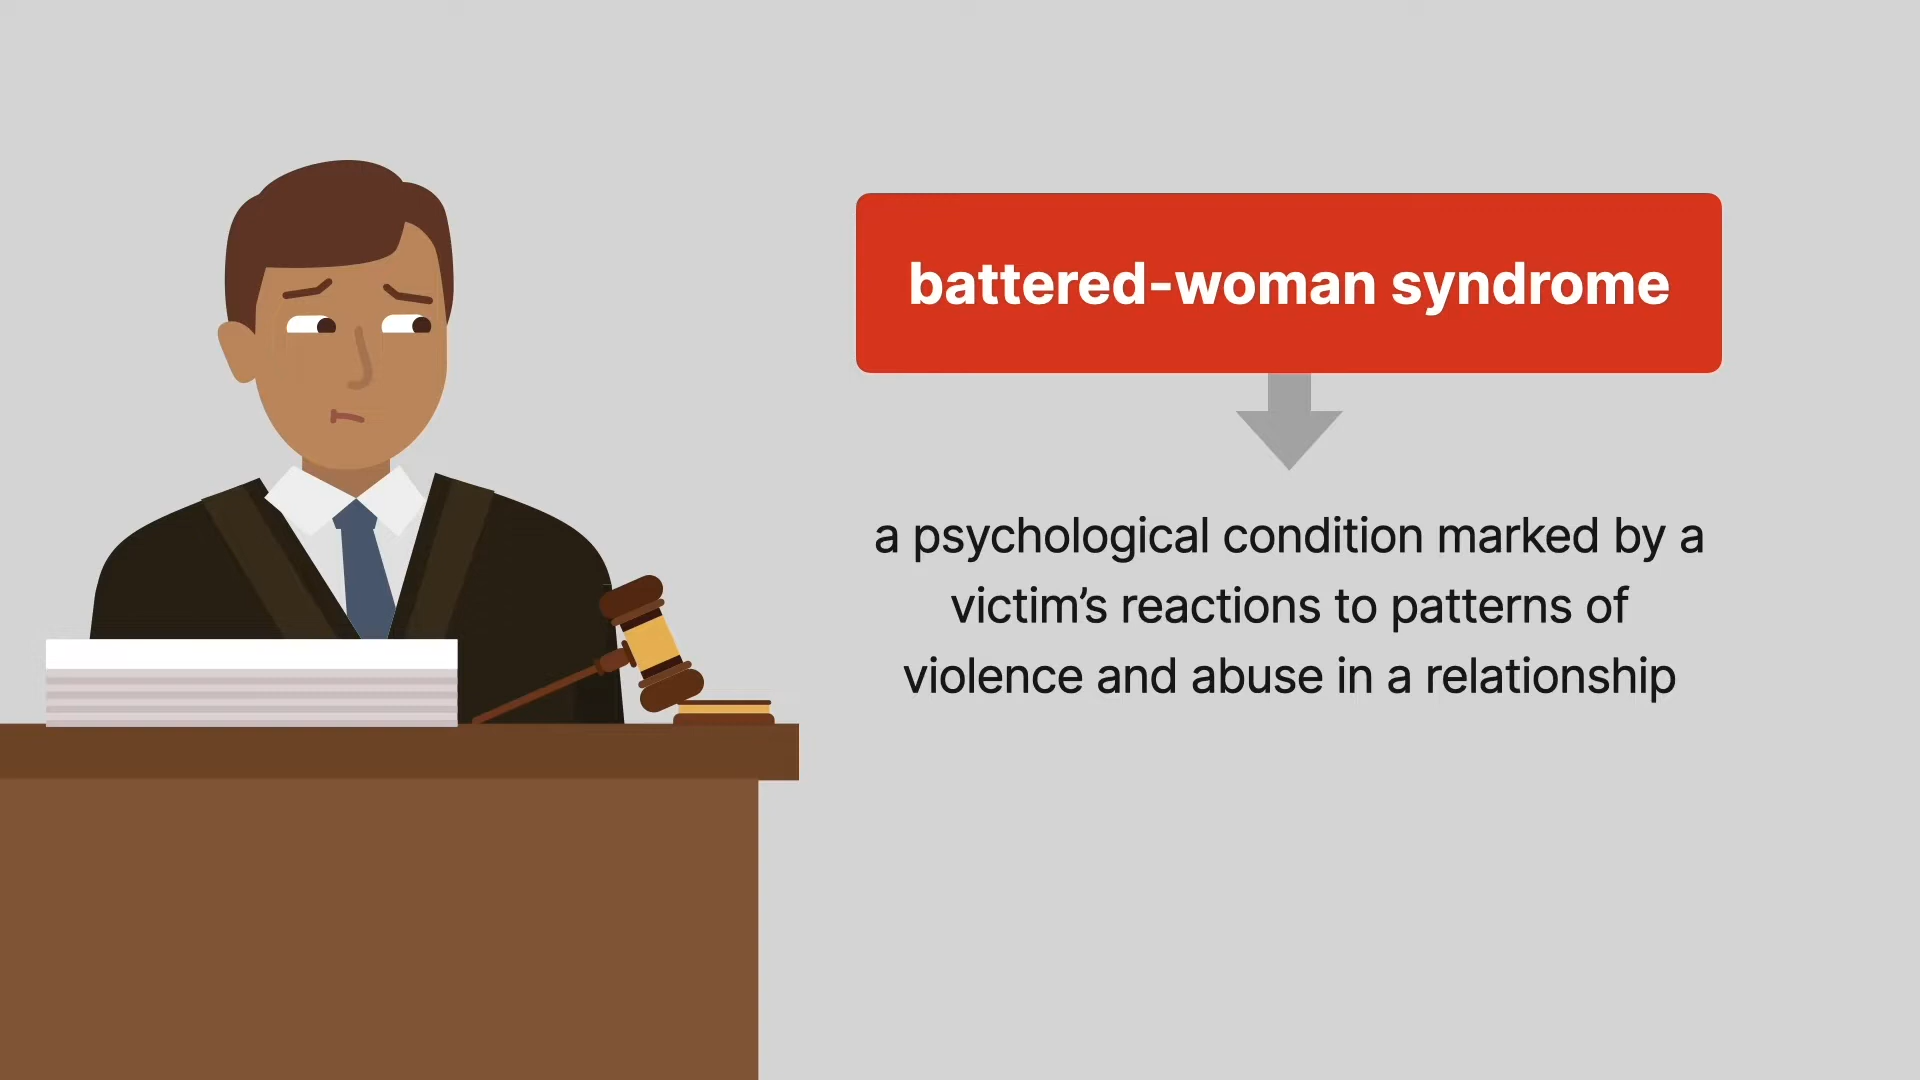 battered-woman syndrome
a psychological condition marked by a
victim’s reactions to patterns of
violence and abuse in a relationship